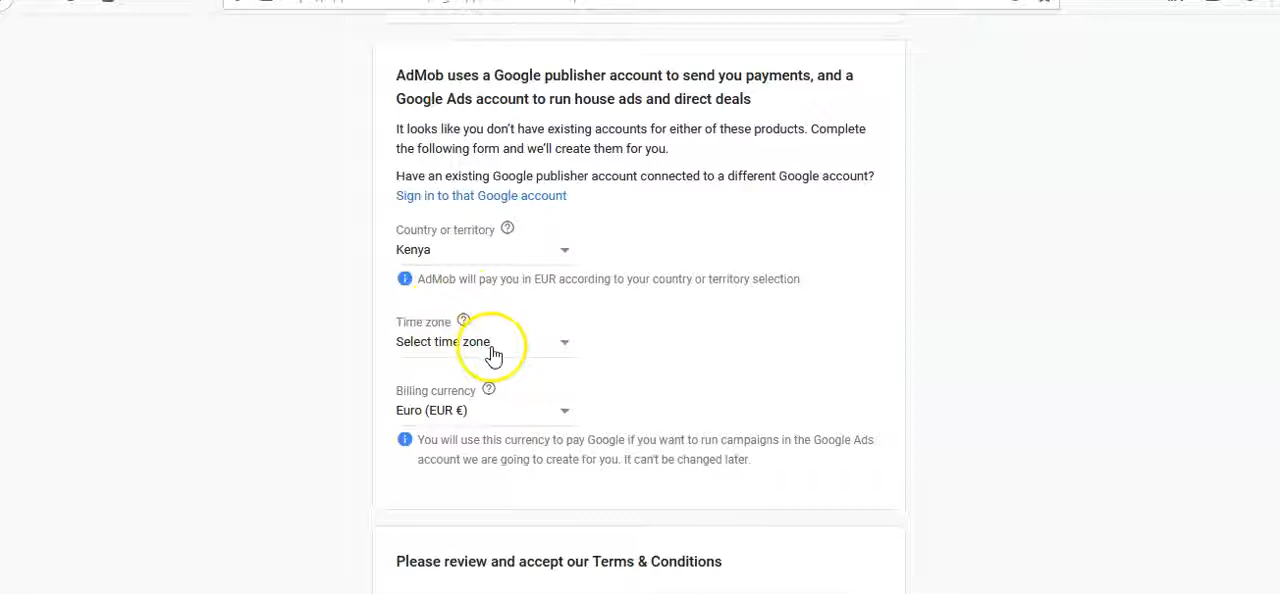 AdMob uses a Google publisher account to send you payments, and a
Google Ads account to run house ads and direct deals
It looks like you don't have existing accounts for either of these products. Complete
the following form and we'll create them for you.
Have an existing Google publisher account connected to a different Google account?
Sign in to that Google account
Country or territory
Kenya
AdMob will pay you in EUR according to your country or territory selection
Time zone
Select time zone
Billing currency
Euro (EUR €)
You will use this currency to pay Google if you want to run campaigns in the Google Ads
account we are going to create for you. It can't be changed later.
Please review and accept our Terms & Conditions